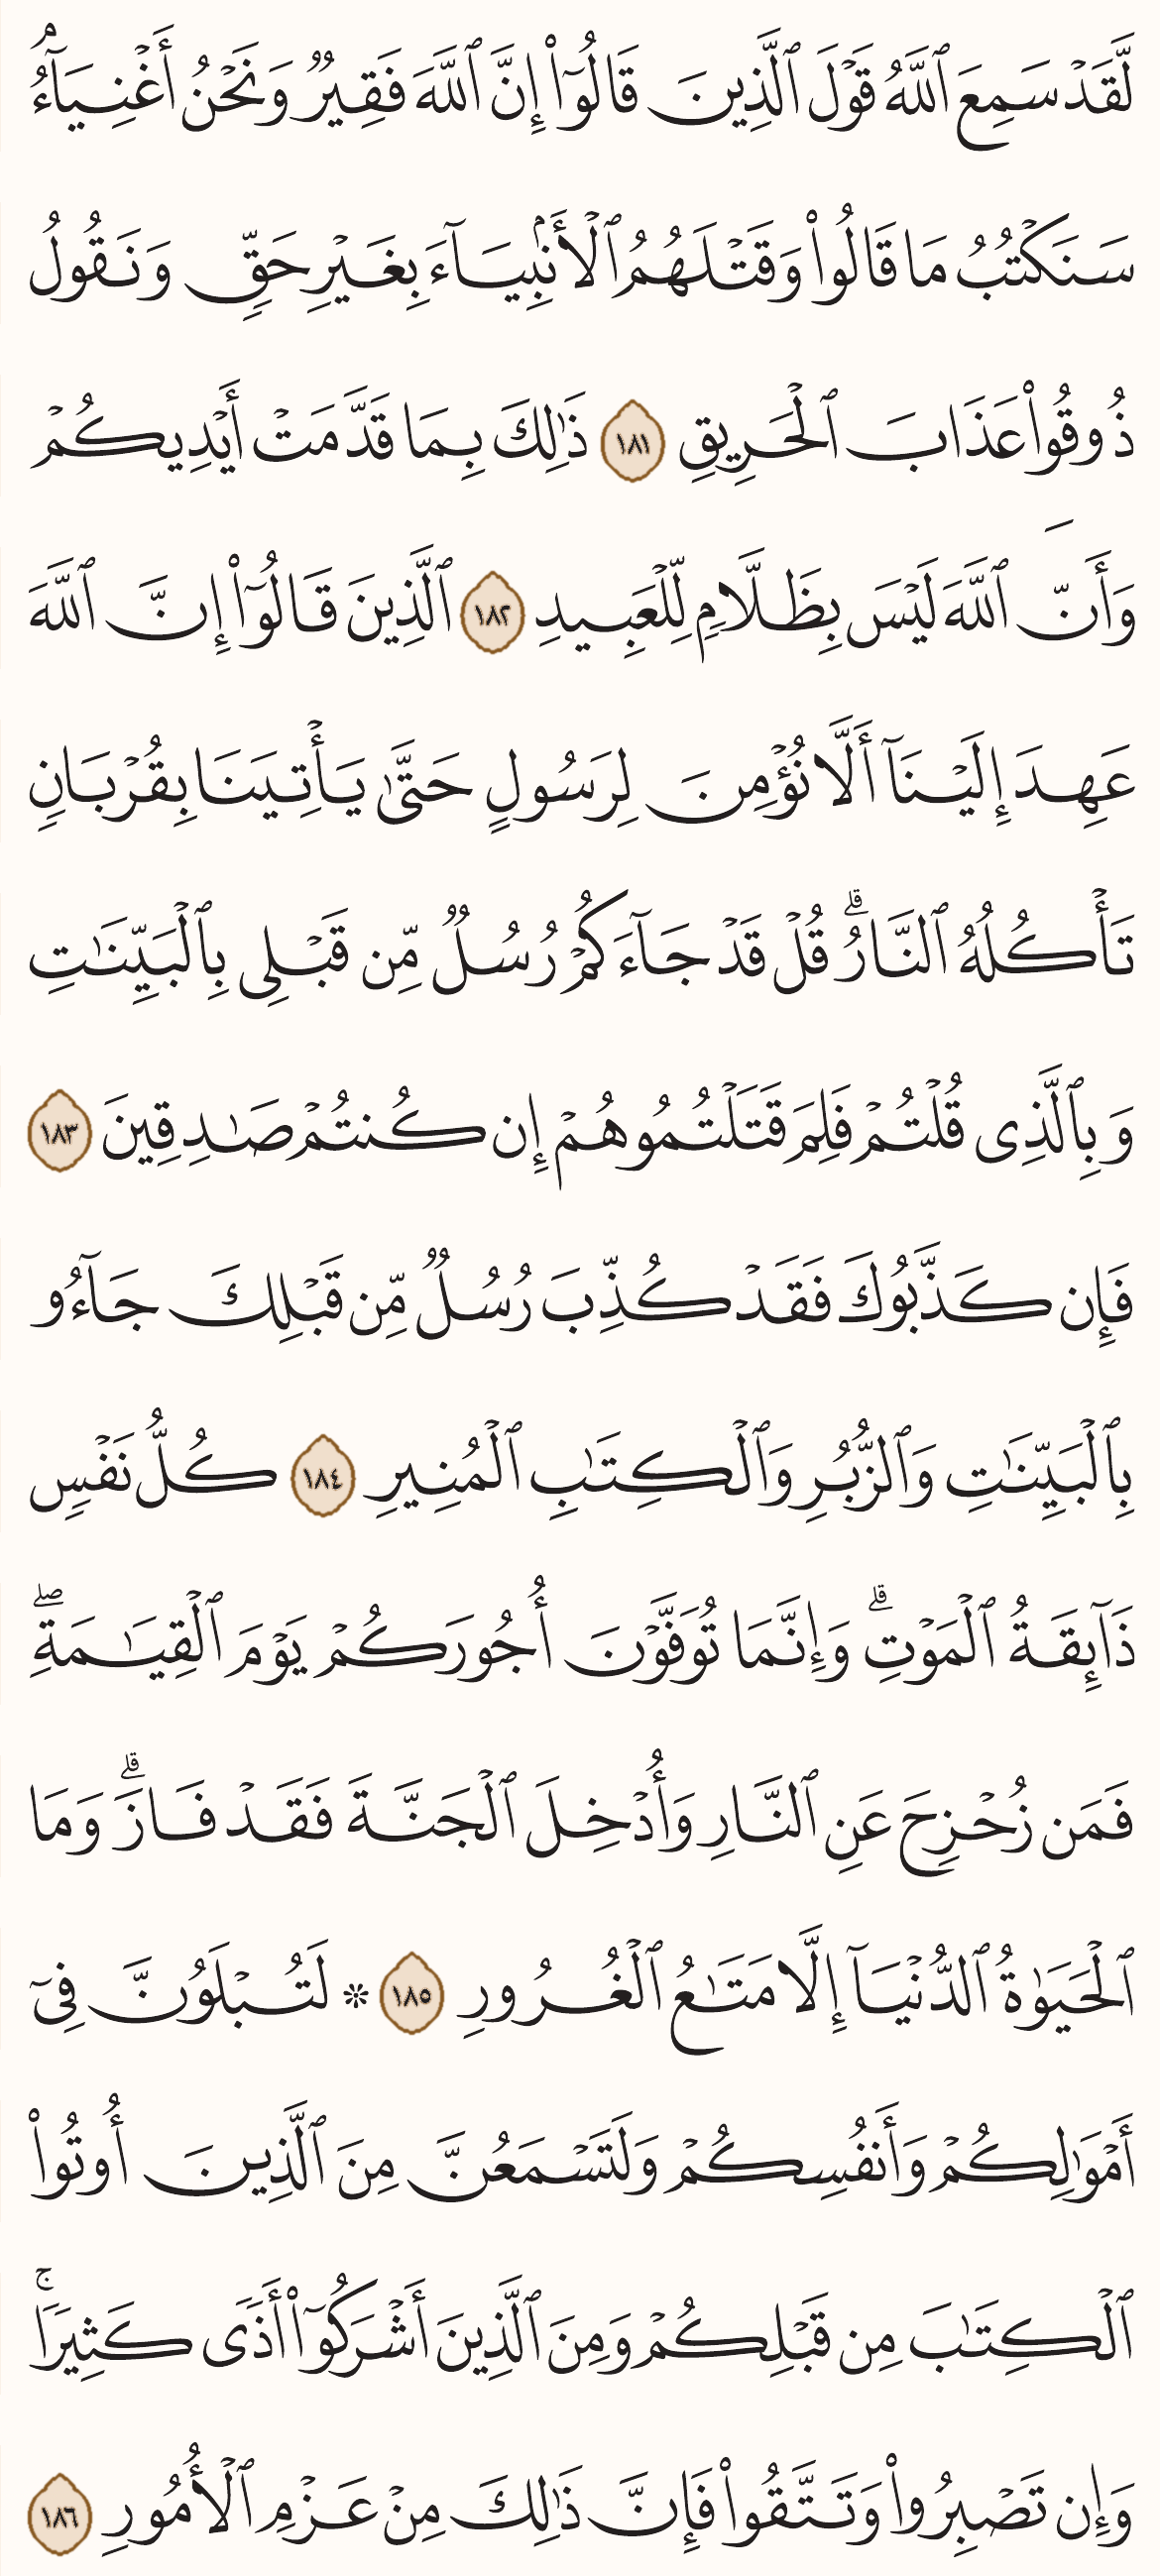 لَّقَدْ سَمِعَ ٱللَّهُ قَوْلَ ٱلَّذِينَ قَالُوٓا۟ إِنَّ ٱللَّهَ فَقِيرٌ وَنَحْنُ أَغْنِيَآءُ ۘ
سَنَكْتُبُ مَا قَالُوا۟ وَقَتْلَهُمُ ٱلْأَنۢبِيَآءَ بِغَيْرِ حَقٍّ وَنَقُولُ
ذُوقُوا۟ عَذَابَ ٱلْحَرِيقِ ١٨١ ذَٰلِكَ بِمَا قَدَّمَتْ أَيْدِيكُمْ
وَأَنَّ ٱللَّهَ لَيْسَ بِظَلَّامٍ لِّلْعَبِيدِ ١٨٢ ٱلَّذِينَ قَالُوٓا۟ إِنَّ ٱللَّهَ
عَهِدَ إِلَيْنَآ أَلَّا نُؤْمِنَ لِرَسُولٍ حَتَّىٰ يَأْتِيَنَا بِقُرْبَانٍ
تَأْكُلُهُ ٱلنَّارُ ۗ قُلْ قَدْ جَآءَكُمْ رُسُلٌ مِّن قَبْلِى بِٱلْبَيِّنَٰتِ
وَبِٱلَّذِى قُلْتُمْ فَلِمَ قَتَلْتُمُوهُمْ إِن كُنتُمْ صَٰدِقِينَ ١٨٣
فَإِن كَذَّبُوكَ فَقَدْ كُذِّبَ رُسُلٌ مِّن قَبْلِكَ جَآءُو
بِٱلْبَيِّنَٰتِ وَٱلزُّبُرِ وَٱلْكِتَٰبِ ٱلْمُنِيرِ ١٨٤ كُلُّ نَفْسٍ
ذَآئِقَةُ ٱلْمَوْتِ ۗ وَإِنَّمَا تُوَفَّوْنَ أُجُورَكُمْ يَوْمَ ٱلْقِيَٰمَةِ ۖ
فَمَن زُحْزِحَ عَنِ ٱلنَّارِ وَأُدْخِلَ ٱلْجَنَّةَ فَقَدْ فَازَ ۗ وَمَا
ٱلْحَيَوٰةُ ٱلدُّنْيَآ إِلَّا مَتَٰعُ ٱلْغُرُورِ ١٨٥ ۞ لَتُبْلَوُنَّ فِىٓ
أَمْوَٰلِكُمْ وَأَنفُسِكُمْ وَلَتَسْمَعُنَّ مِنَ ٱلَّذِينَ أُوتُوا۟
ٱلْكِتَٰبَ مِن قَبْلِكُمْ وَمِنَ ٱلَّذِينَ أَشْرَكُوٓا۟ أَذًى كَثِيرًا ۚ
وَإِن تَصْبِرُوا۟ وَتَتَّقُوا۟ فَإِنَّ ذَٰلِكَ مِنْ عَزْمِ ٱلْأُمُورِ ١٨٦